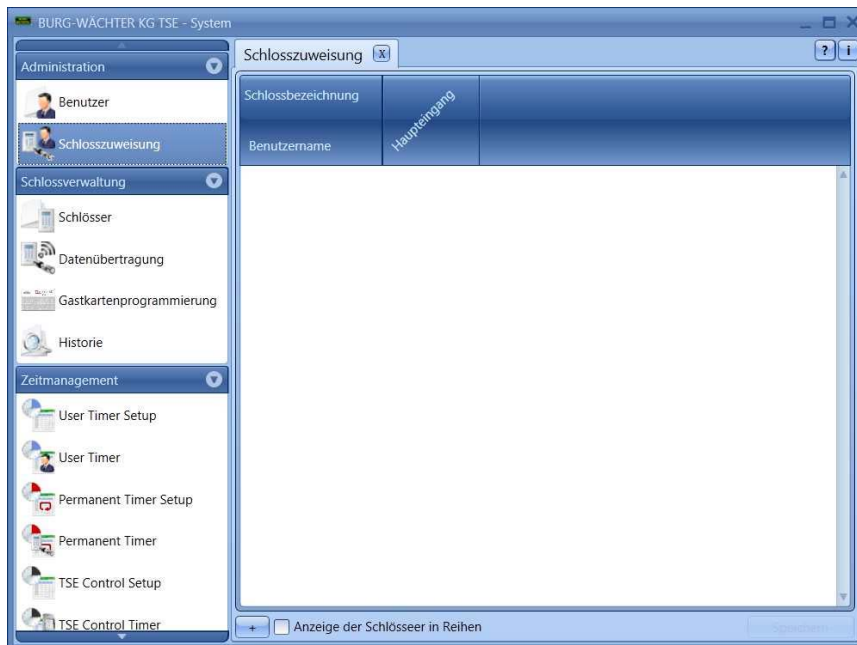 BURG-WÄCHTER KG TSE - System
Administration
Benutzer
Schlosszuweisung
Schlossverwaltung
Schlösser
Datenübertragung
Gastkartenprogrammierung
Historie
Zeitmanagement
User Timer Setup
User Timer
Permanent Timer Setup
Permanent Timer
TSE Control Setup
TSE Control Timer
Schlosszuweisung X
? i
Schlossbezeichnung
Haupteingang
Benutzername
+ Anzeige der Schlösseer in Reihen
Speichern